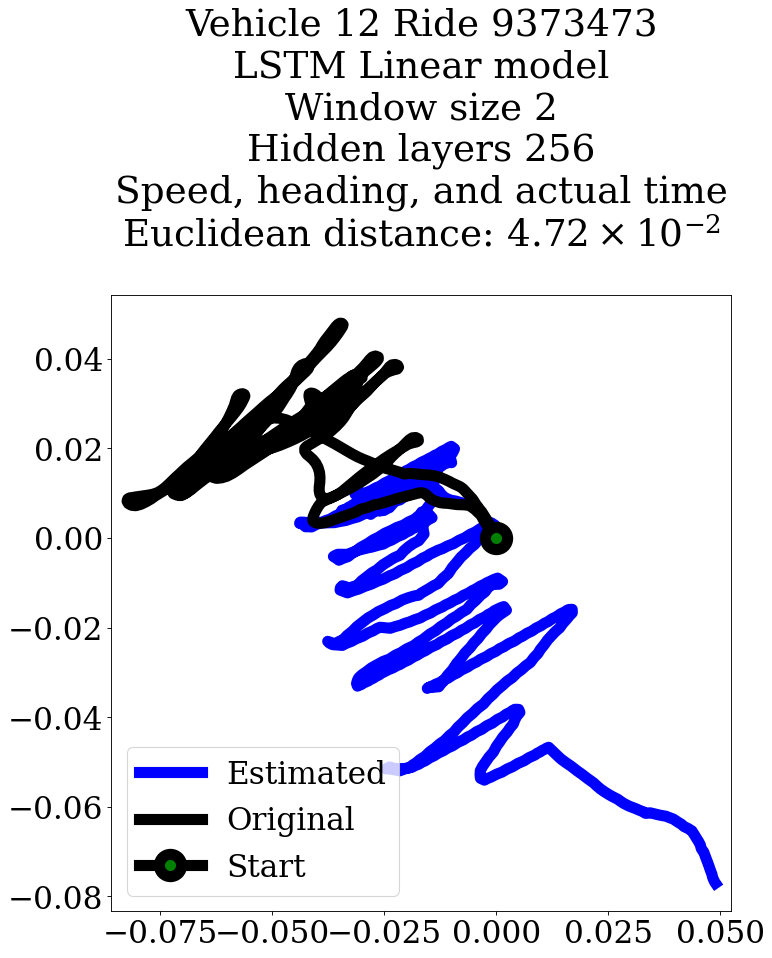 Vehicle 12 Ride 9373473
LSTM Linear model
Window size 2
Hidden layers 256
Speed, heading, and actual time
Euclidean distance: 4.72 × 10⁻²
0.04
0.02
0.00
−0.02
−0.04
−0.06
−0.08
Estimated
Original
Start
−0.075
−0.050
−0.025
0.000
0.025
0.050